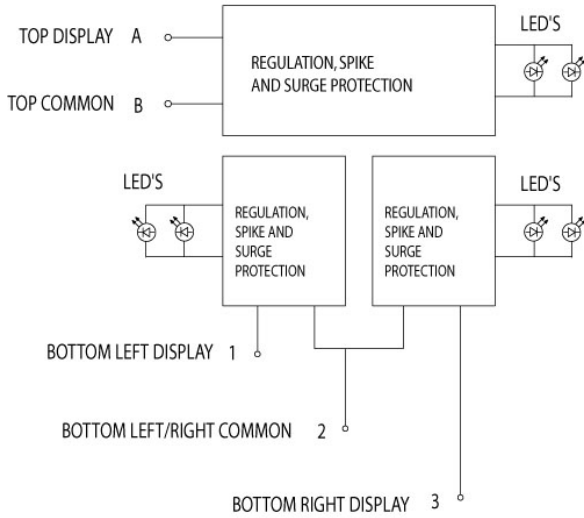 TOP DISPLAY A
LED'S
REGULATION, SPIKE
AND SURGE PROTECTION
TOP COMMON B
LED'S
LED'S
REGULATION,
SPIKE AND
SURGE
PROTECTION
REGULATION,
SPIKE AND
SURGE
PROTECTION
BOTTOM LEFT DISPLAY 1
BOTTOM LEFT/RIGHT COMMON 2
BOTTOM RIGHT DISPLAY 3